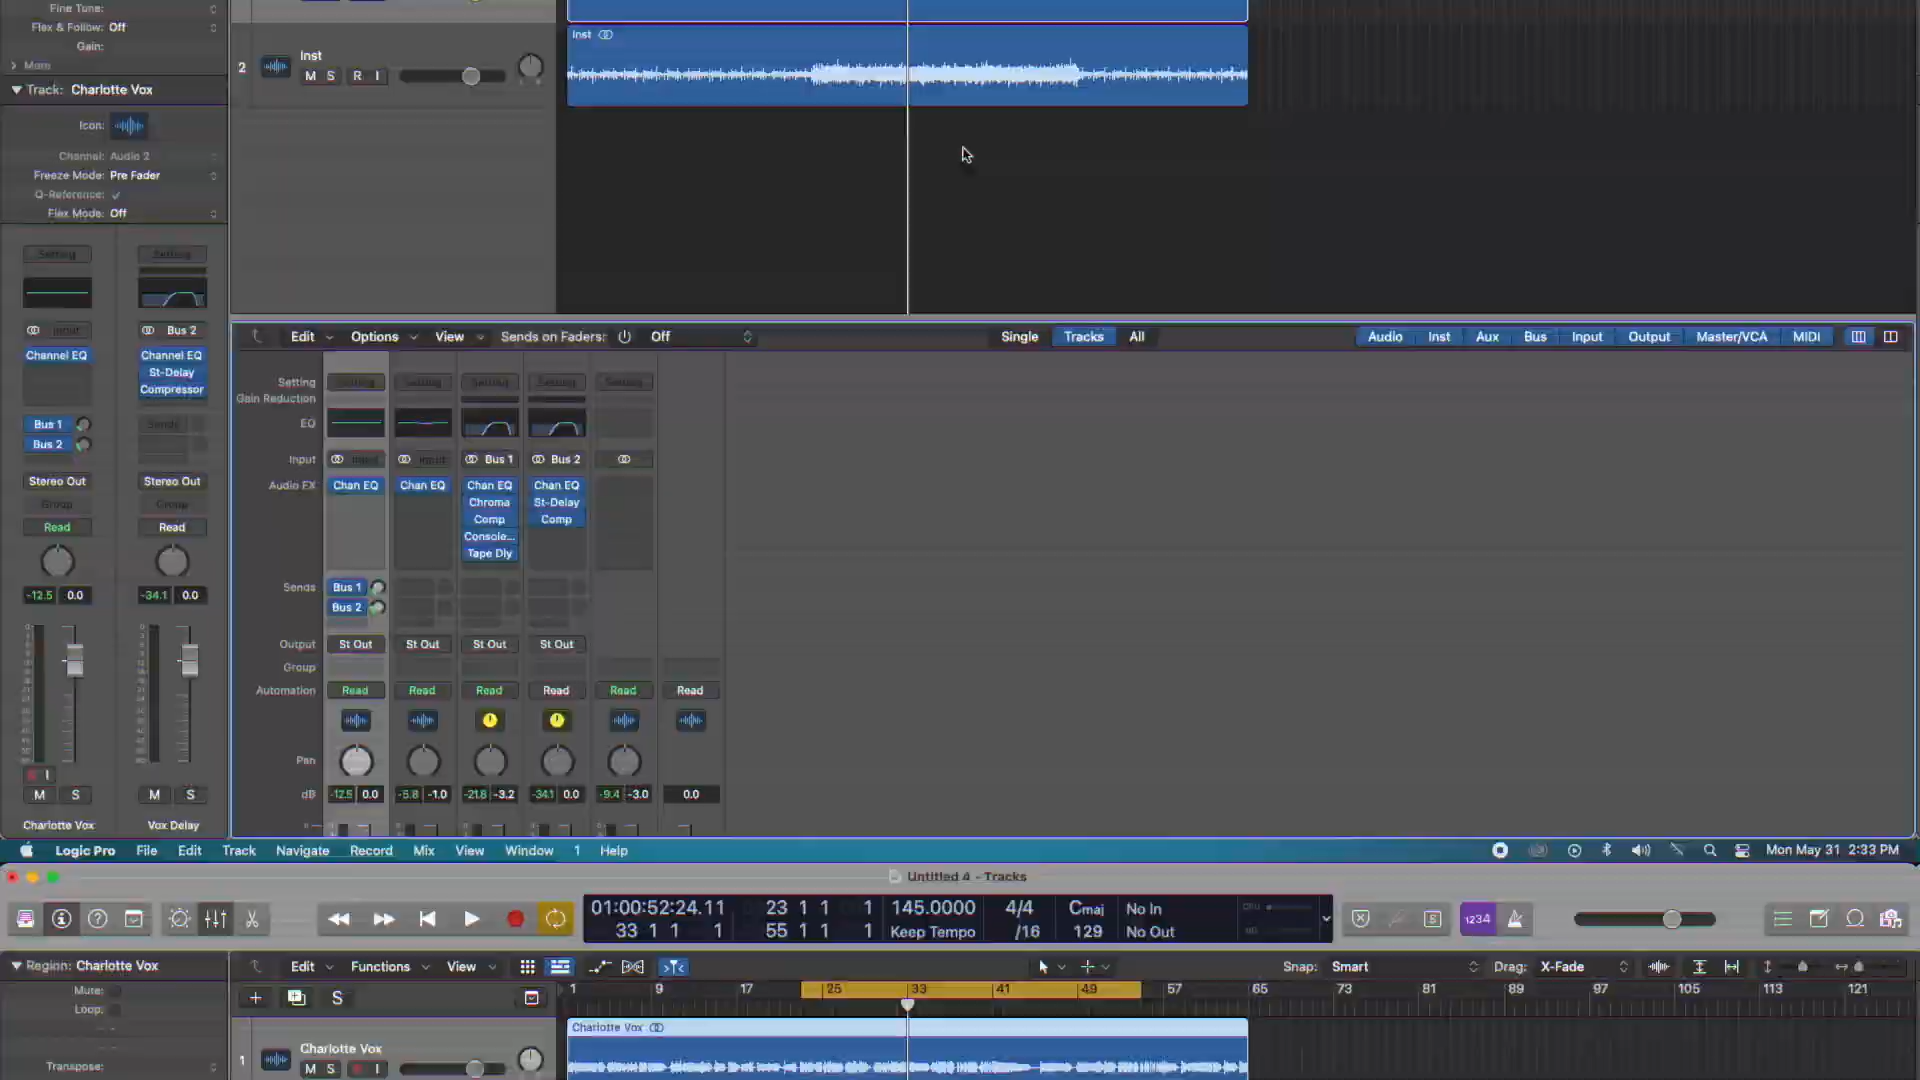 Fine Tune:
Flex & Follow: Off
Gain:
More
Track: Charlotte Vox
Icon:
Channel: Audio 2
Freeze Mode: Pre Fader
Q-Reference: ✓
Flex Mode: Off
2
Inst
M S R I
Inst
Setting Setting
Input Bus 2
Channel EQ Channel EQ
St-Delay
Compressor
Bus 1 Sends
Bus 2
Stereo Out Stereo Out
Group Group
Read Read
-12.5 0.0 -34.1 0.0
I
M S M S
Charlotte Vox Vox Delay
Edit Options View Sends on Faders: Off Single Tracks All Audio Inst Aux Bus Input Output Master/VCA MIDI
Setting Setting Setting Setting Setting Setting
Gain Reduction
EQ
Input Input Input Bus 1 Bus 2
Audio FX Chan EQ Chan EQ Chan EQ Chan EQ
Chroma St-Delay
Comp Comp
Console...
Tape Dly
Sends Bus 1
Bus 2
Output St Out St Out St Out St Out
Group
Automation Read Read Read Read Read Read
Pan
dB -12.5 0.0 -5.8 -1.0 -21.8 -3.2 -34.1 0.0 -9.4 -3.0 0.0
Logic Pro File Edit Track Navigate Record Mix View Window 1 Help Mon May 31 2:33 PM
Untitled 4 - Tracks
01:00:52:24.11 23 1 1 1 145.0000 4/4 Cmaj No In CPU
33 1 1 1 55 1 1 1 Keep Tempo /16 129 No Out HD
S 1234
Region: Charlotte Vox
Mute:
Loop:
Transpose:
Edit Functions View Snap: Smart Drag: X-Fade
S
1 9 17 25 33 41 49 57 65 73 81 89 97 105 113 121
1
Charlotte Vox
M S I
Charlotte Vox